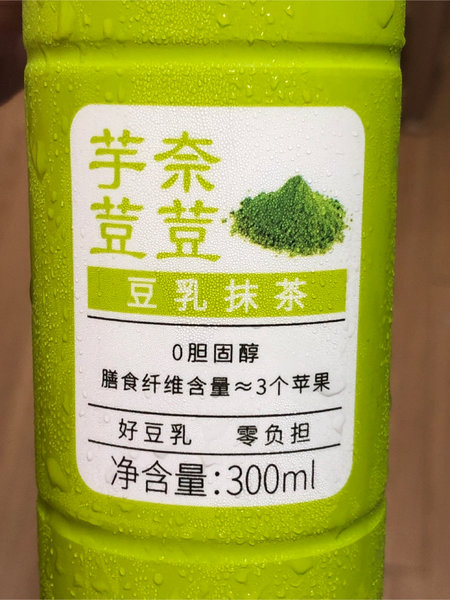 芋奈
荳荳
豆乳抹茶
0胆固醇
膳食纤维含量≈3个苹果
好豆乳 零负担
净含量:300ml